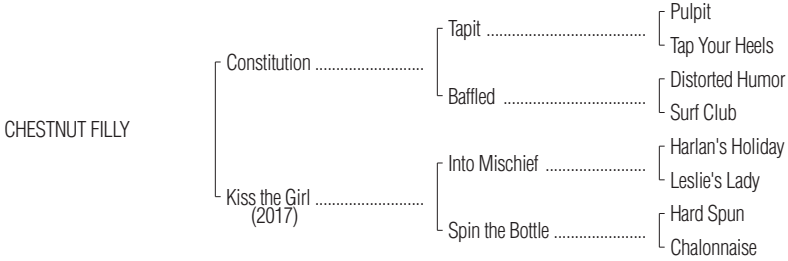 Pulpit
Tapit ....................................
Tap Your Heels
Constitution .........................
Distorted Humor
Baffled ................................
Surf Club
CHESTNUT FILLY
Harlan's Holiday
Into Mischief .......................
Leslie's Lady
Kiss the Girl .........................
(2017)
Hard Spun
Spin the Bottle .....................
Chalonnaise